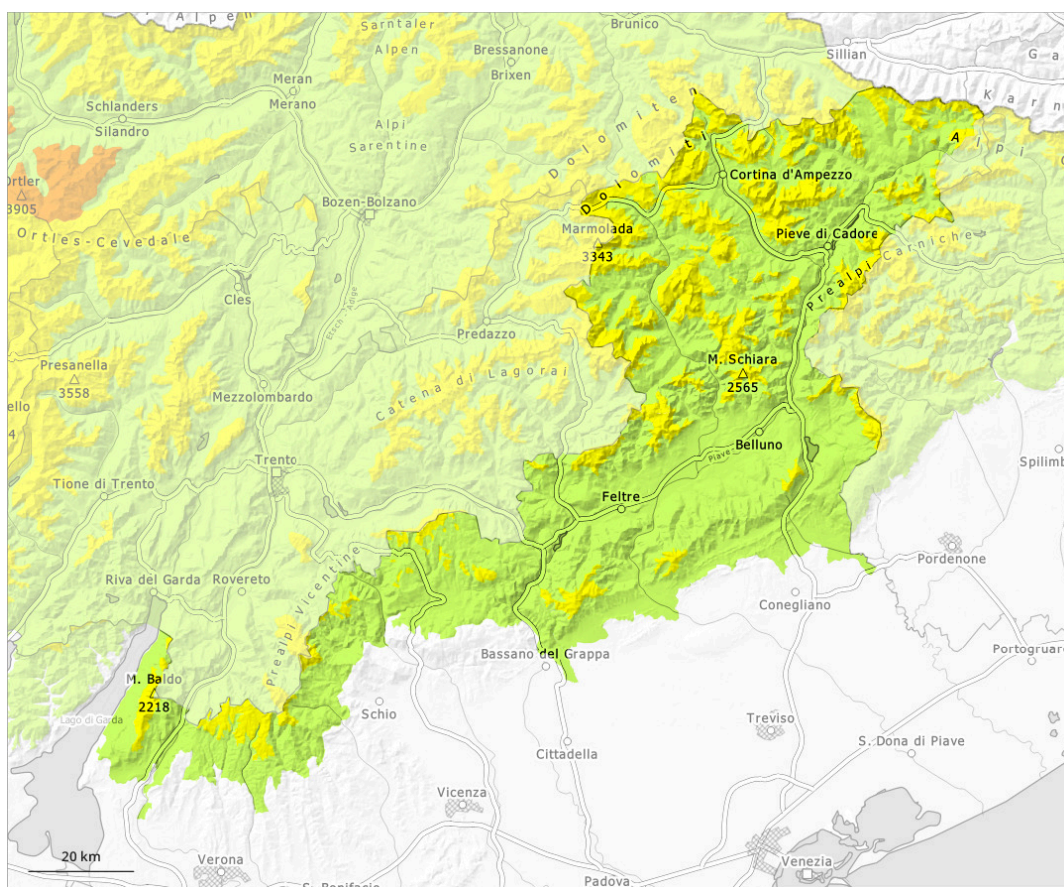 Alpen
Sarntaler
Alpen
Bressanone
Brixen
Brunico
Sillian
Meran
Merano
Schlanders
Silandro
Alpi
Sarentine
Dolomiten
Dolomiti
Karn
A
Cortina d'Ampezzo
Ortler
3905
Bozen-Bolzano
Marmolada
3343
Pieve di Cadore
Ortles-Cevedale
Prealpi Carniche
Cles
Etsch - Adige
Predazzo
Presanella
3558
M. Schiara
2565
Catena di Lagorai
Mezzolombardo
Belluno
Piave
Trento
Spilimb
Tione di Trento
Feltre
Riva del Garda
Rovereto
Pordenone
Prealpi Vicentine
Conegliano
Bassano del Grappa
Portogruaro
M. Baldo
2218
Lago di Garda
Schio
Treviso
Cittadella
S. Dona di Piave
Vicenza
20 km
Verona
Venezia
Padova
S. Bonifacio